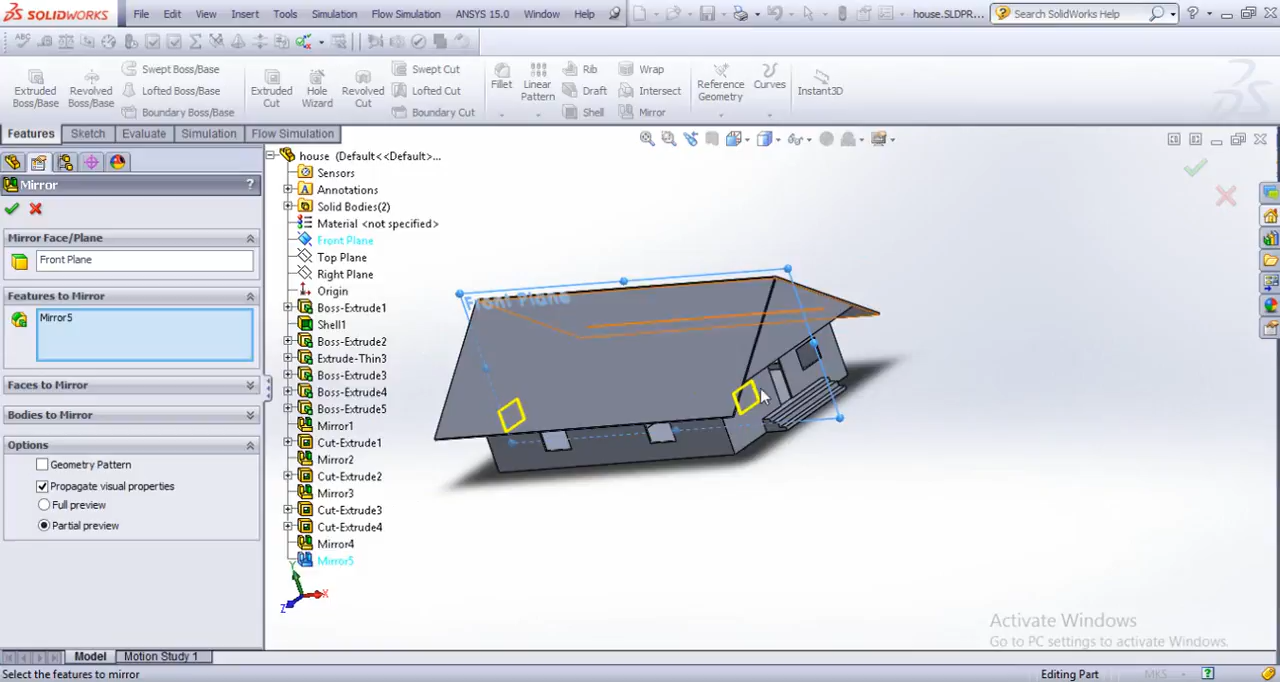 SOLIDWORKS File Edit View Insert Tools Simulation Flow Simulation ANSYS 15.0 Window Help house.SLDPR... Search SolidWorks Help
Extruded Boss/Base
Revolved Boss/Base
Swept Boss/Base
Lofted Boss/Base
Boundary Boss/Base
Extruded Cut
Hole Wizard
Revolved Cut
Swept Cut
Lofted Cut
Boundary Cut
Fillet
Linear Pattern
Rib
Draft
Shell
Wrap
Intersect
Mirror
Reference Geometry
Curves
Instant3D
Features Sketch Evaluate Simulation Flow Simulation
Mirror ?
Mirror Face/Plane
Front Plane
Features to Mirror
Mirror5
Faces to Mirror
Bodies to Mirror
Options
Geometry Pattern
Propagate visual properties
Full preview
Partial preview
house (Default<<Default>...
Sensors
Annotations
Solid Bodies(2)
Material <not specified>
Front Plane
Top Plane
Right Plane
Origin
Boss-Extrude1
Shell1
Boss-Extrude2
Extrude-Thin3
Boss-Extrude3
Boss-Extrude4
Boss-Extrude5
Mirror1
Cut-Extrude1
Mirror2
Cut-Extrude2
Mirror3
Cut-Extrude3
Cut-Extrude4
Mirror4
Mirror5
Front Plane
Y
X
Z
Activate Windows
Go to PC settings to activate Windows.
Model Motion Study 1
Select the features to mirror Editing Part MKS